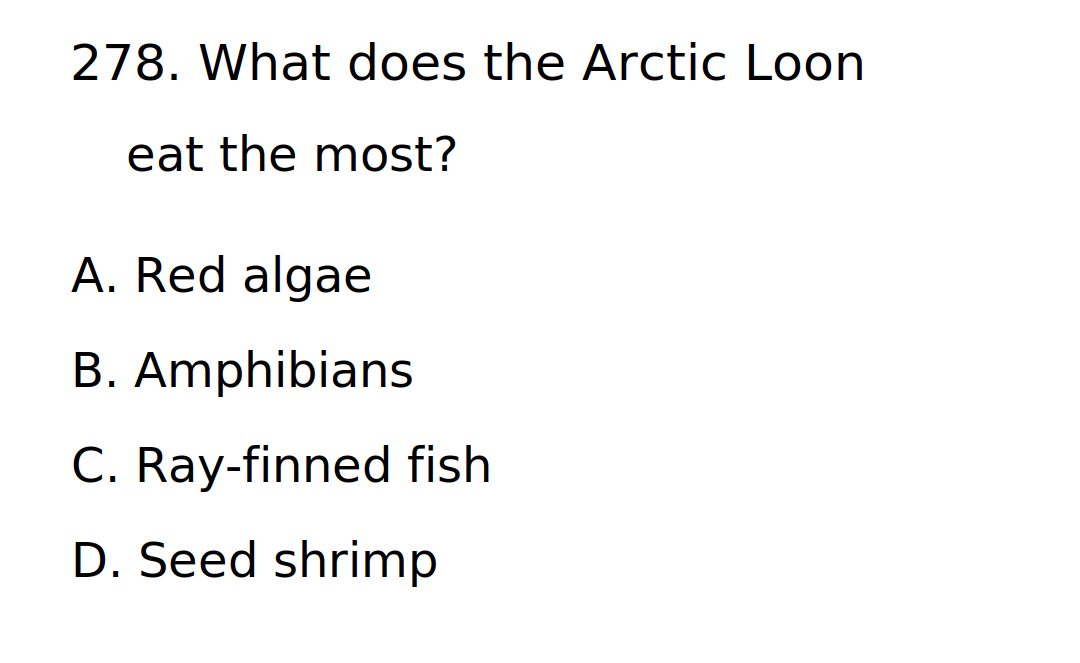 278. What does the Arctic Loon
eat the most?
A. Red algae
B. Amphibians
C. Ray-finned fish
D. Seed shrimp